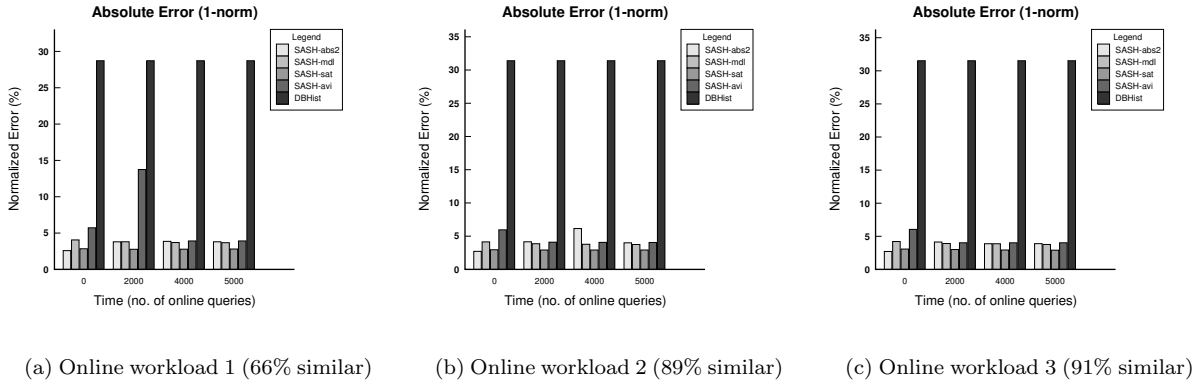 Absolute Error (1-norm)
Normalized Error (%)
30
25
20
15
10
5
0
0
2000
4000
5000
Time (no. of online queries)
Legend
SASH-abs2
SASH-mdl
SASH-sat
SASH-avi
DBHist
(a) Online workload 1 (66% similar)
Absolute Error (1-norm)
Normalized Error (%)
35
30
25
20
15
10
5
0
0
2000
4000
5000
Time (no. of online queries)
Legend
SASH-abs2
SASH-mdl
SASH-sat
SASH-avi
DBHist
(b) Online workload 2 (89% similar)
Absolute Error (1-norm)
Normalized Error (%)
35
30
25
20
15
10
5
0
0
2000
4000
5000
Time (no. of online queries)
Legend
SASH-abs2
SASH-mdl
SASH-sat
SASH-avi
DBHist
(c) Online workload 3 (91% similar)